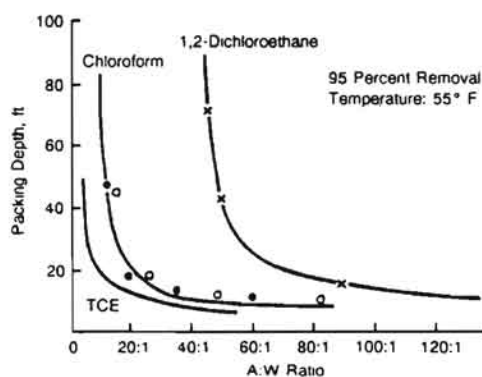 100
80
60
40
20
0
Packing Depth, ft
Chloroform
1,2-Dichloroethane
95 Percent Removal
Temperature: 55° F
TCE
20:1
40:1
60:1
80:1
100:1
120:1
A:W Ratio